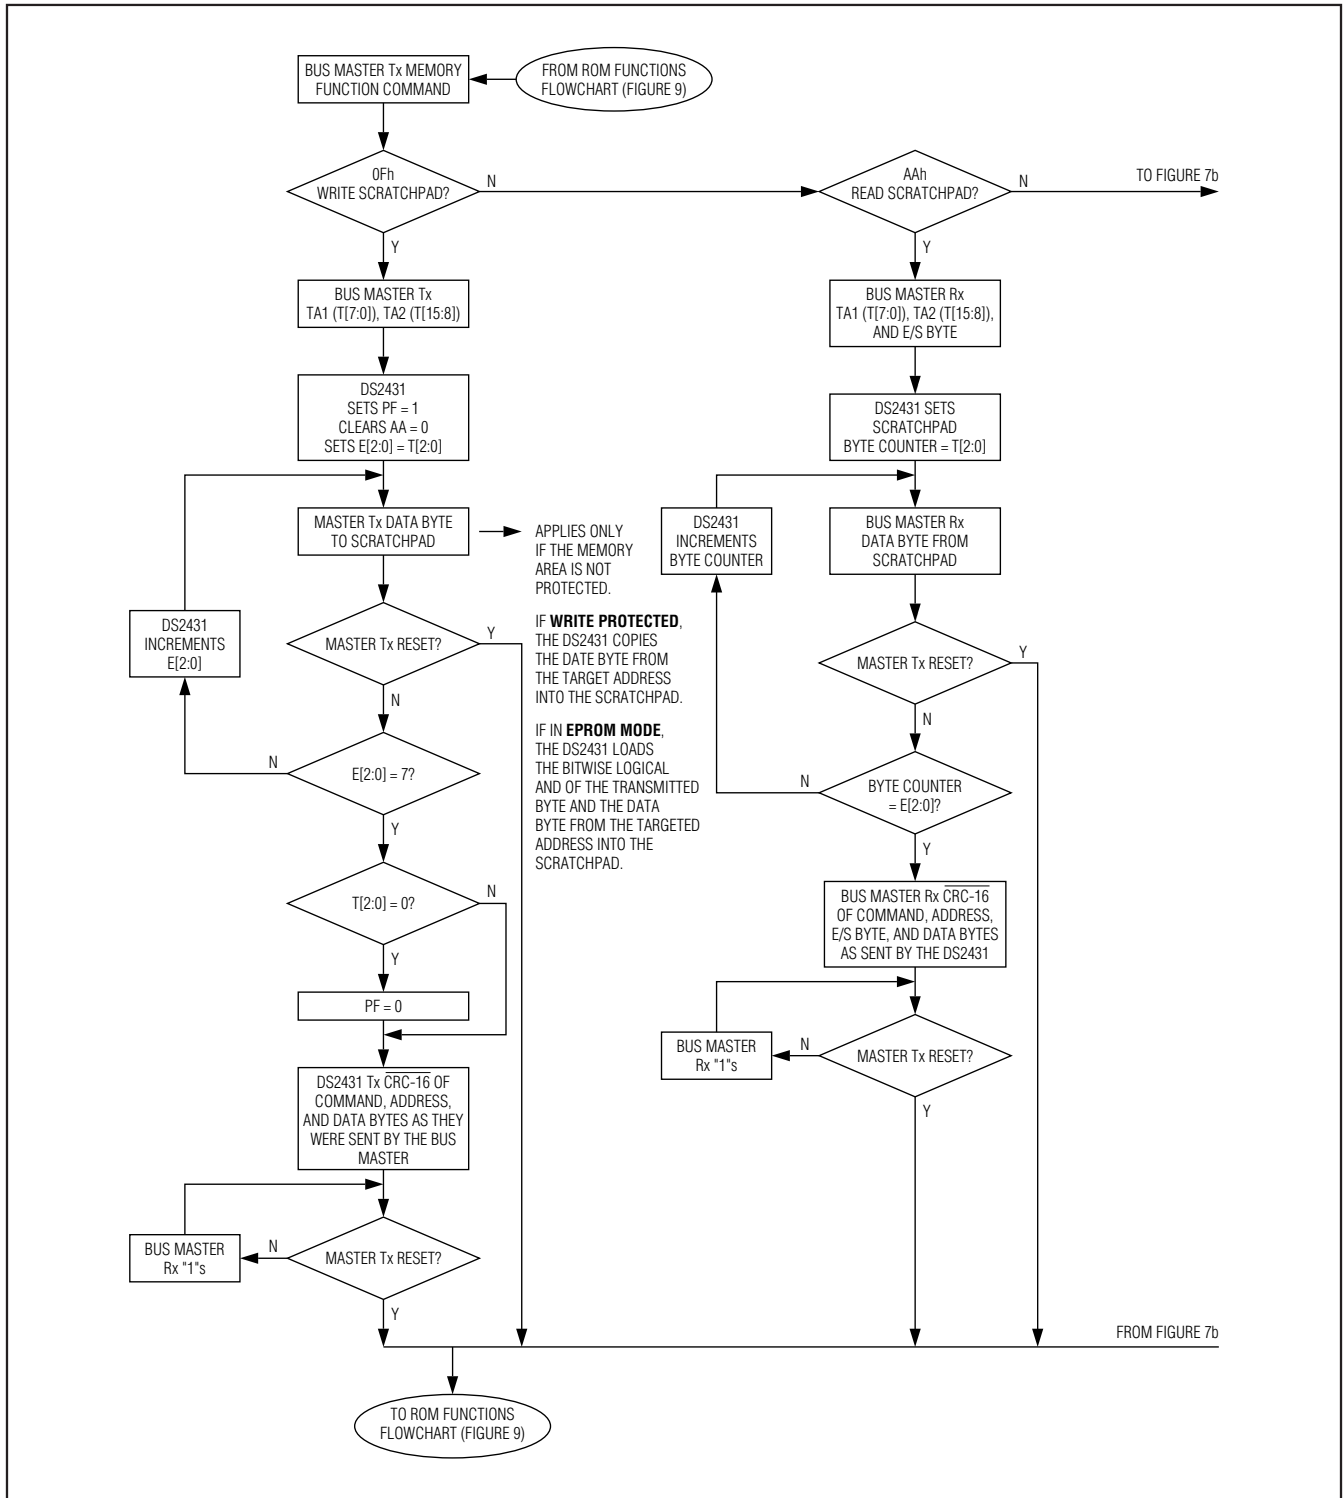 BUS MASTER Tx MEMORY
FUNCTION COMMAND
FROM ROM FUNCTIONS
FLOWCHART (FIGURE 9)
0Fh
WRITE SCRATCHPAD?
N
Y
AAh
READ SCRATCHPAD?
N
Y
TO FIGURE 7b
BUS MASTER Tx
TA1 (T[7:0]), TA2 (T[15:8])
DS2431
SETS PF = 1
CLEARS AA = 0
SETS E[2:0] = T[2:0]
MASTER Tx DATA BYTE
TO SCRATCHPAD
APPLIES ONLY
IF THE MEMORY
AREA IS NOT
PROTECTED.
IF WRITE PROTECTED,
THE DS2431 COPIES
THE DATE BYTE FROM
THE TARGET ADDRESS
INTO THE SCRATCHPAD.
IF IN EPROM MODE,
THE DS2431 LOADS
THE BITWISE LOGICAL
AND OF THE TRANSMITTED
BYTE AND THE DATA
BYTE FROM THE TARGETED
ADDRESS INTO THE
SCRATCHPAD.
DS2431
INCREMENTS
E[2:0]
MASTER Tx RESET?
Y
N
E[2:0] = 7?
N
Y
T[2:0] = 0?
N
Y
PF = 0
DS2431 Tx CRC-16 OF
COMMAND, ADDRESS,
AND DATA BYTES AS THEY
WERE SENT BY THE BUS
MASTER
BUS MASTER
Rx "1"s
N
MASTER Tx RESET?
Y
BUS MASTER Rx
TA1 (T[7:0]), TA2 (T[15:8]),
AND E/S BYTE
DS2431 SETS
SCRATCHPAD
BYTE COUNTER = T[2:0]
DS2431
INCREMENTS
BYTE COUNTER
BUS MASTER Rx
DATA BYTE FROM
SCRATCHPAD
MASTER Tx RESET?
Y
N
BYTE COUNTER
= E[2:0]?
N
Y
BUS MASTER Rx CRC-16
OF COMMAND, ADDRESS,
E/S BYTE, AND DATA BYTES
AS SENT BY THE DS2431
BUS MASTER
Rx "1"s
N
MASTER Tx RESET?
Y
FROM FIGURE 7b
TO ROM FUNCTIONS
FLOWCHART (FIGURE 9)